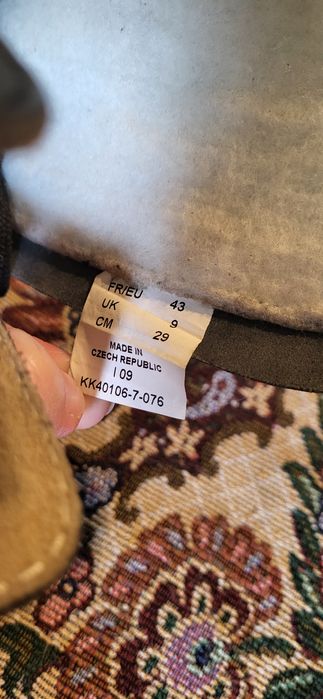 FR/EU 43
UK 9
CM 29
MADE IN
CZECH REPUBLIC
I 09
KK40106-7-076